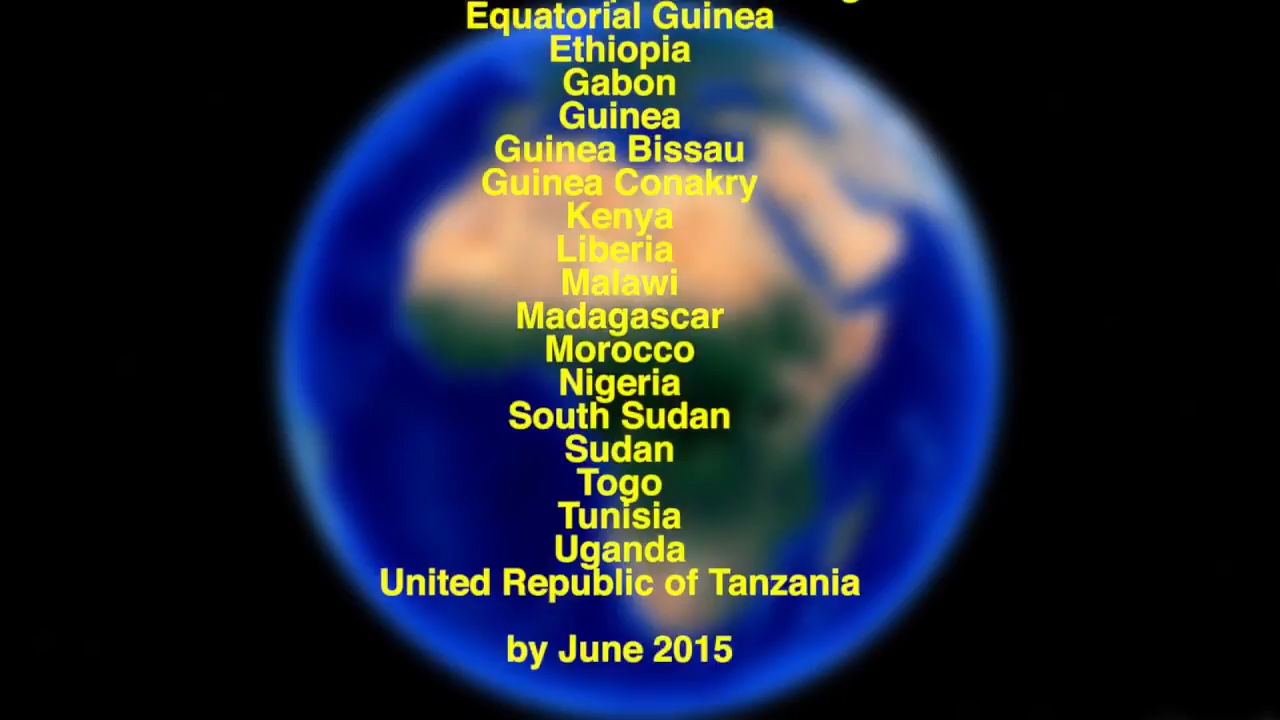 Equatorial Guinea
Ethiopia
Gabon
Guinea
Guinea Bissau
Guinea Conakry
Kenya
Liberia
Malawi
Madagascar
Morocco
Nigeria
South Sudan
Sudan
Togo
Tunisia
Uganda
United Republic of Tanzania
by June 2015